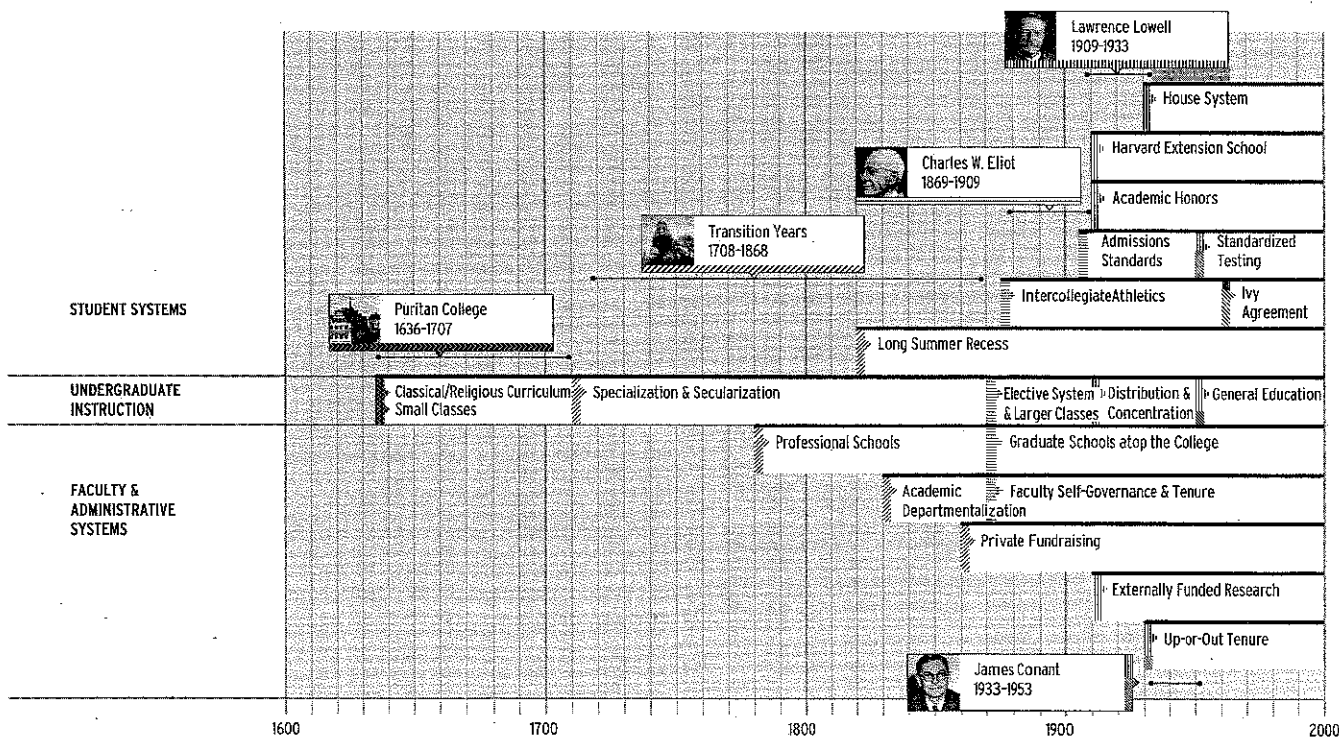 Lawrence Lowell
1909-1933
House System
Harvard Extension School
Charles W. Eliot
1869-1909
Academic Honors
Transition Years
1708-1868
Admissions
Standards
Standardized
Testing
STUDENT SYSTEMS
Puritan College
1636-1707
IntercollegiateAthletics
Ivy
Agreement
Long Summer Recess
UNDERGRADUATE
INSTRUCTION
Classical/Religious Curriculum
Small Classes
Specialization & Secularization
Elective System
& Larger Classes
Distribution &
Concentration
General Education
Professional Schools
Graduate Schools atop the College
FACULTY &
ADMINISTRATIVE
SYSTEMS
Academic
Departmentalization
Faculty Self-Governance & Tenure
Private Fundraising
Externally Funded Research
Up-or-Out Tenure
James Conant
1933-1953
1600 1700 1800 1900 2000